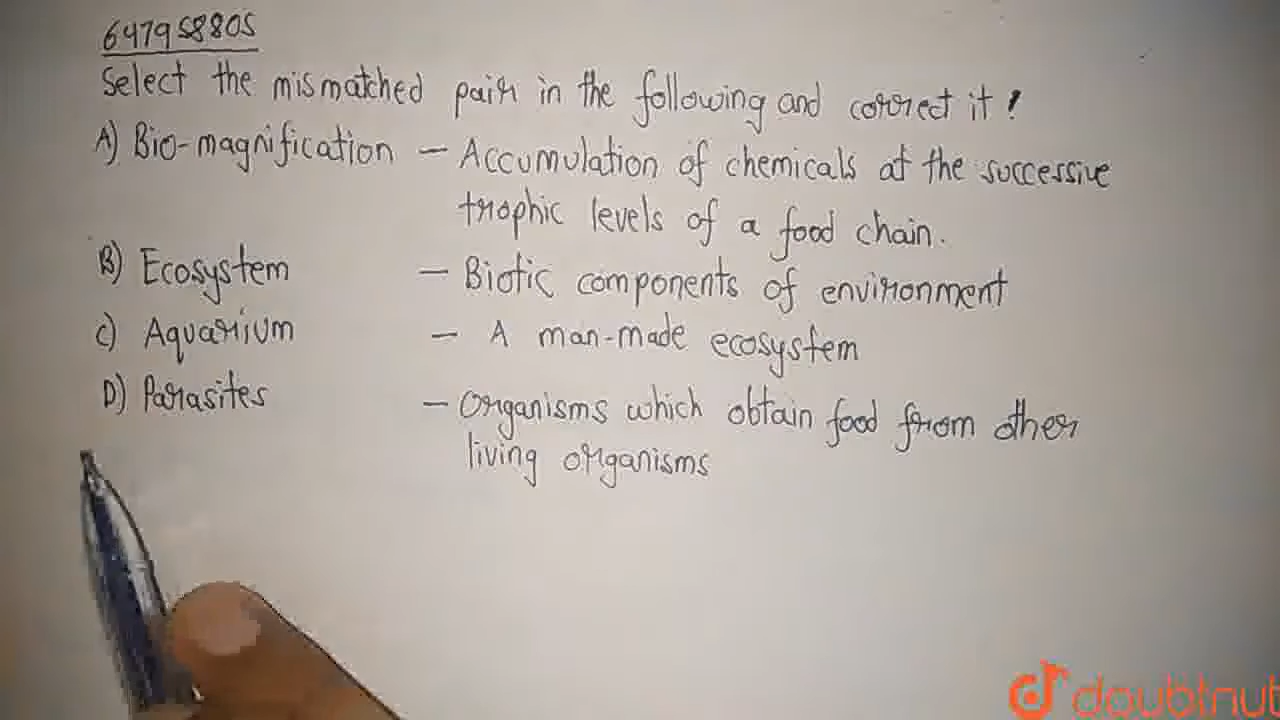 647958805
Select the mismatched pair in the following and correct it !
A) Bio-magnification – Accumulation of chemicals at the successive
trophic levels of a food chain.
B) Ecosystem – Biotic components of environment
C) Aquarium – A man-made ecosystem
D) Parasites – Organisms which obtain food from other
living organisms
doubtnut